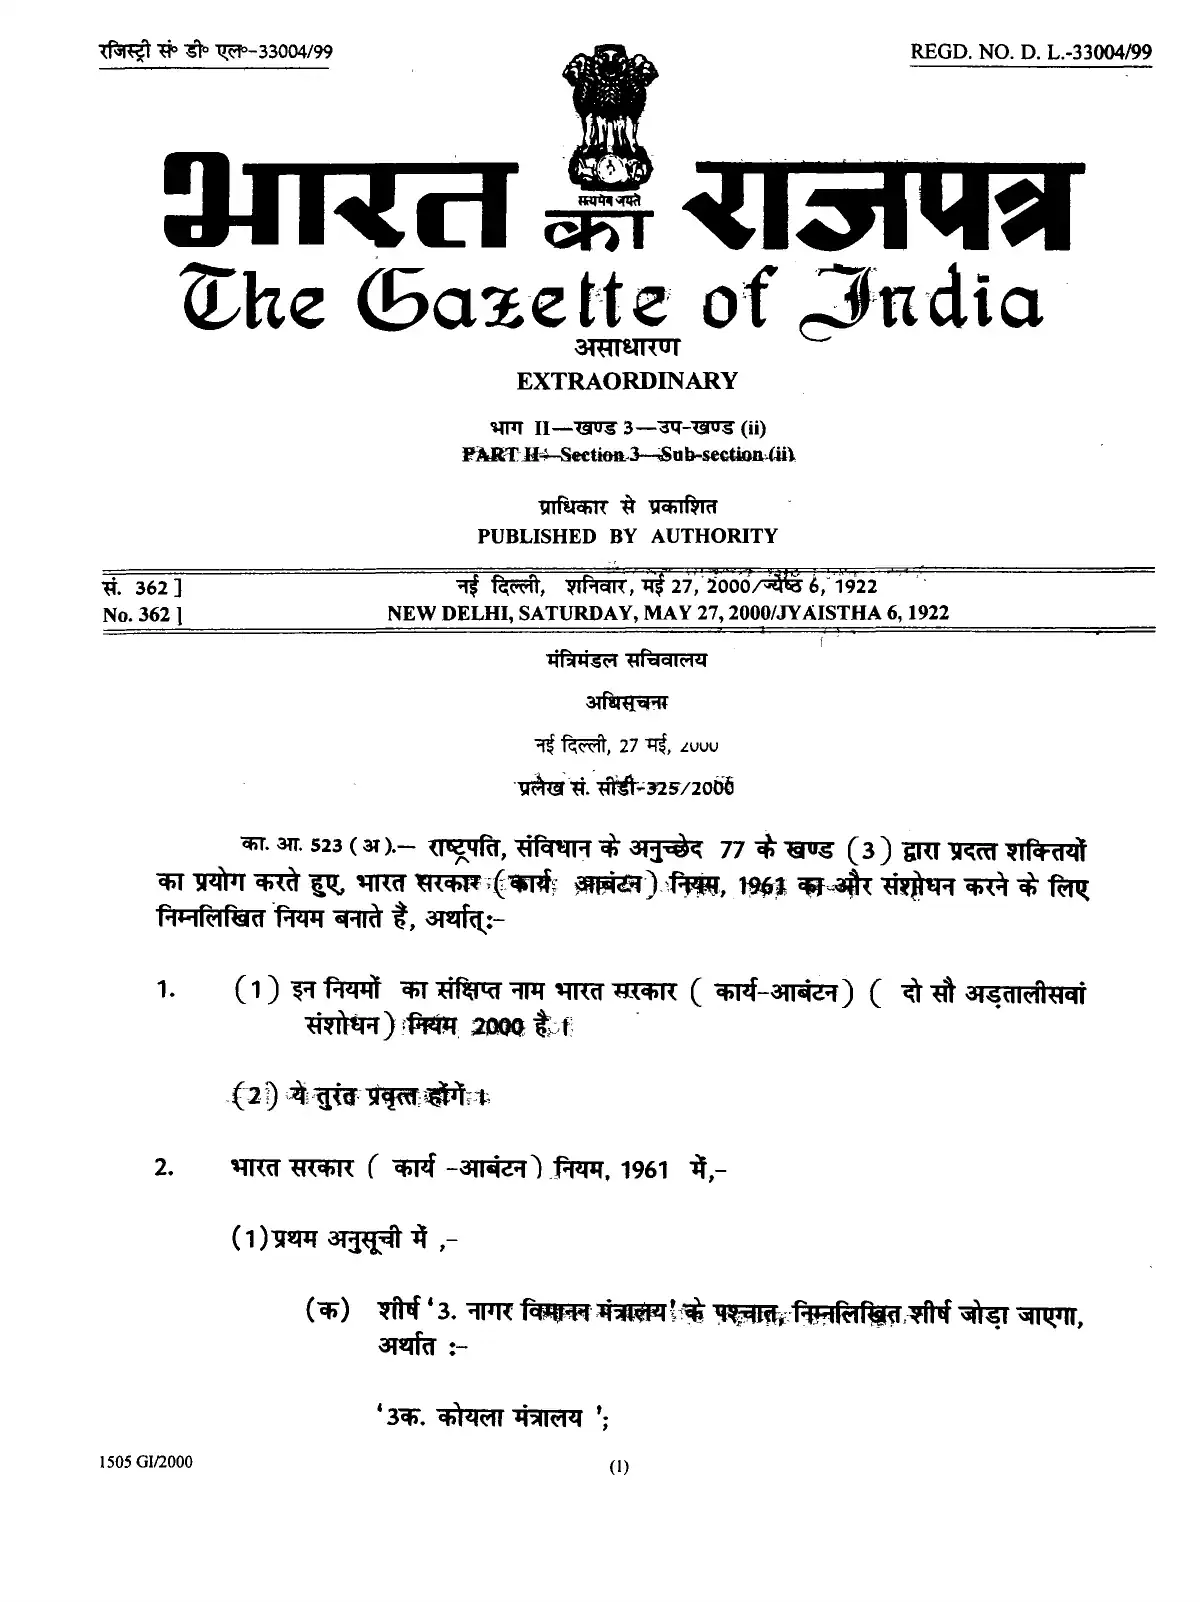 रजिस्ट्री सं॰ डी॰ एल॰-33004/99
REGD. NO. D. L.-33004/99
सत्यमेव जयते
भारत का राजपत्र
The Gazette of India
असाधारण
EXTRAORDINARY
भाग II—खण्ड 3—उप-खण्ड (ii)
PART II—Section 3—Sub-section (ii)
प्राधिकार से प्रकाशित
PUBLISHED BY AUTHORITY
सं. 362 ]
नई दिल्ली, शनिवार, मई 27, 2000/ज्येष्ठ 6, 1922
No. 362 ]
NEW DELHI, SATURDAY, MAY 27, 2000/JYAISTHA 6, 1922
मंत्रिमंडल सचिवालय
अधिसूचना
नई दिल्ली, 27 मई, 2000
प्रलेख सं. सीडी-325/2000
का. आ. 523 ( अ ).— राष्ट्रपति, संविधान के अनुच्छेद 77 के खण्ड (3) द्वारा प्रदत्त शक्तियों
का प्रयोग करते हुए, भारत सरकार (कार्य आबंटन) नियम, 1961 का और संशोधन करने के लिए
निम्नलिखित नियम बनाते हैं, अर्थात्:-
1. (1) इन नियमों का संक्षिप्त नाम भारत सरकार ( कार्य-आबंटन) ( दो सौ अड़तालीसवां
संशोधन) नियम 2000 है ।
(2) ये तुरंत प्रवृत्त होंगें ।
2. भारत सरकार ( कार्य -आबंटन) नियम, 1961 में,-
(1)प्रथम अनुसूची में ,-
(क) शीर्ष ‘3. नागर विमानन मंत्रालय’ के पश्चात, निम्नलिखित शीर्ष जोड़ा जाएगा,
अर्थात :-
‘3क. कोयला मंत्रालय ’;
1505 GI/2000
(1)